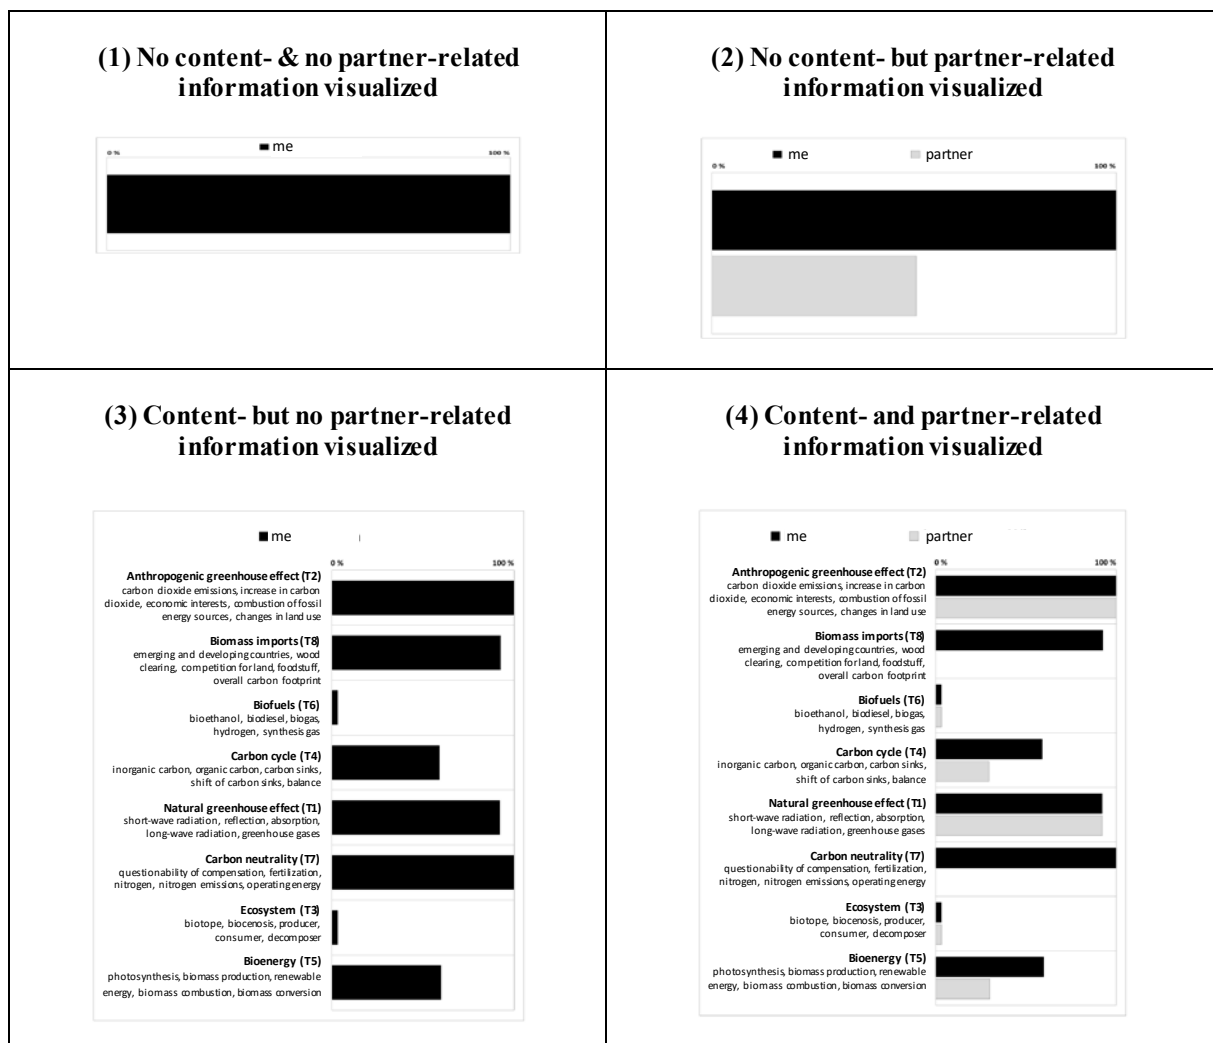 (1) No content- & no partner-related
information visualized
me
0 %
100 %
(2) No content- but partner-related
information visualized
me
partner
0 %
100 %
(3) Content- but no partner-related
information visualized
me
0 %
100 %
Anthropogenic greenhouse effect (T2)
carbon dioxide emissions, increase in carbon
dioxide, economic interests, combustion of fossil
energy sources, changes in land use
Biomass imports (T8)
emerging and developing countries, wood
clearing, competition for land, foodstuff,
overall carbon footprint
Biofuels (T6)
bioethanol, biodiesel, biogas,
hydrogen, synthesis gas
Carbon cycle (T4)
inorganic carbon, organic carbon, carbon sinks,
shift of carbon sinks, balance
Natural greenhouse effect (T1)
short-wave radiation, reflection, absorption,
long-wave radiation, greenhouse gases
Carbon neutrality (T7)
questionability of compensation, fertilization,
nitrogen, nitrogen emissions, operating energy
Ecosystem (T3)
biotope, biocenosis, producer,
consumer, decomposer
Bioenergy (T5)
photosynthesis, biomass production, renewable
energy, biomass combustion, biomass conversion
(4) Content- and partner-related
information visualized
me
partner
0 %
100 %
Anthropogenic greenhouse effect (T2)
carbon dioxide emissions, increase in carbon
dioxide, economic interests, combustion of fossil
energy sources, changes in land use
Biomass imports (T8)
emerging and developing countries, wood
clearing, competition for land, foodstuff,
overall carbon footprint
Biofuels (T6)
bioethanol, biodiesel, biogas,
hydrogen, synthesis gas
Carbon cycle (T4)
inorganic carbon, organic carbon, carbon sinks,
shift of carbon sinks, balance
Natural greenhouse effect (T1)
short-wave radiation, reflection, absorption,
long-wave radiation, greenhouse gases
Carbon neutrality (T7)
questionability of compensation, fertilization,
nitrogen, nitrogen emissions, operating energy
Ecosystem (T3)
biotope, biocenosis, producer,
consumer, decomposer
Bioenergy (T5)
photosynthesis, biomass production, renewable
energy, biomass combustion, biomass conversion